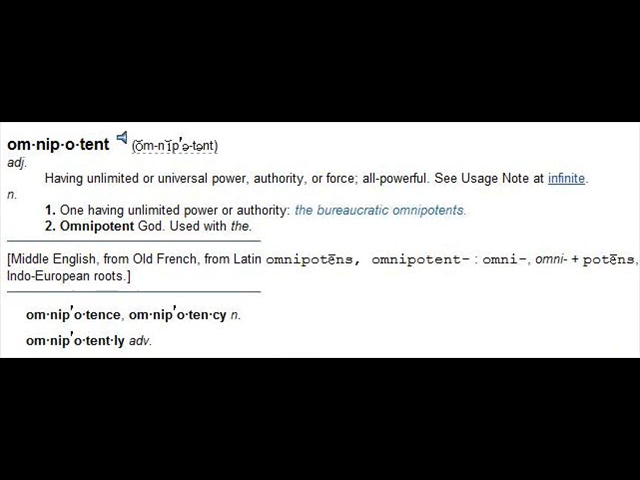 om·nip·o·tent (ŏm-nĭp′ə-tənt)
adj.
Having unlimited or universal power, authority, or force; all-powerful. See Usage Note at infinite.
n.
1. One having unlimited power or authority: the bureaucratic omnipotents.
2. Omnipotent God. Used with the.
[Middle English, from Old French, from Latin omnipotēns, omnipotent- : omni-, omni- + potēns,
Indo-European roots.]
om·nip′o·tence, om·nip′o·ten·cy n.
om·nip′o·tent·ly adv.